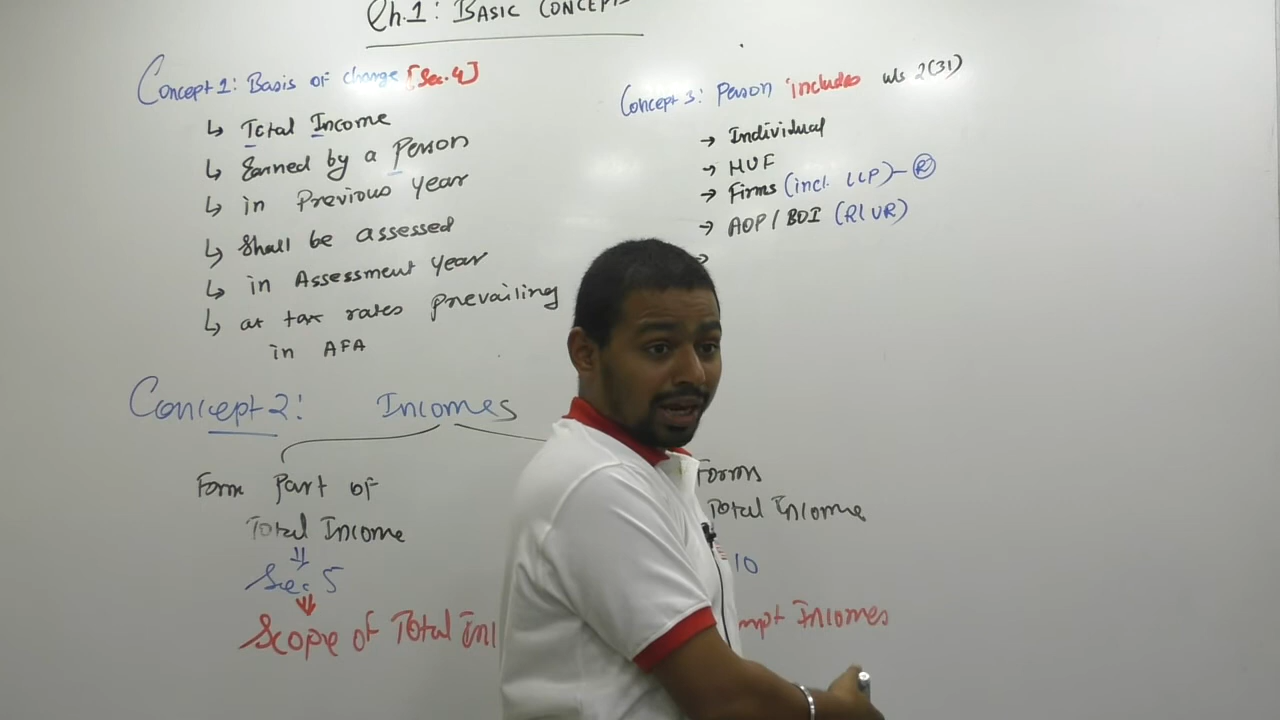 Ch.1: BASIC CONCEPTS
Concept 1: Basis of charge [Sec.4]
↳ Total Income
↳ Earned by a Person
↳ in Previous Year
↳ Shall be assessed
↳ in Assessment Year
↳ at tax rates prevailing
in AFA
Concept 2: Incomes
Form Part of
Total Income
⇓
Sec. 5
⇓
Scope of Total Inc
Concept 3: Person includes u/s 2(31)
→ Individual
→ HUF
→ Firms (incl. LLP) - Ⓡ
→ AOP / BOI (R/UR)
→
Forms
Total Income
10
mpt Incomes